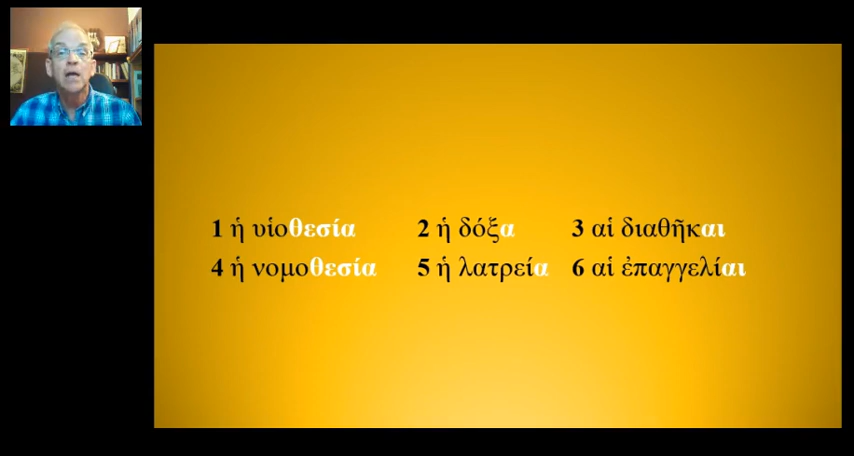 1 ἡ υἱοθεσία 2 ἡ δόξα 3 αἱ διαθῆκαι
4 ἡ νομοθεσία 5 ἡ λατρεία 6 αἱ ἐπαγγελίαι